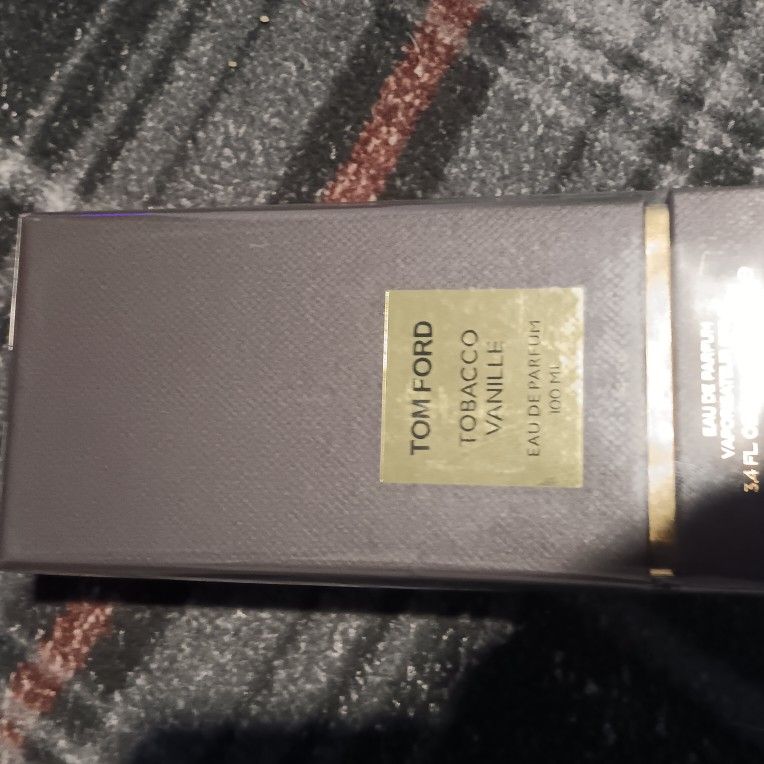 TOM FORD
TOBACCO
VANILLE
EAU DE PARFUM
100 ML
EAU DE PARFUM
3.4 FL